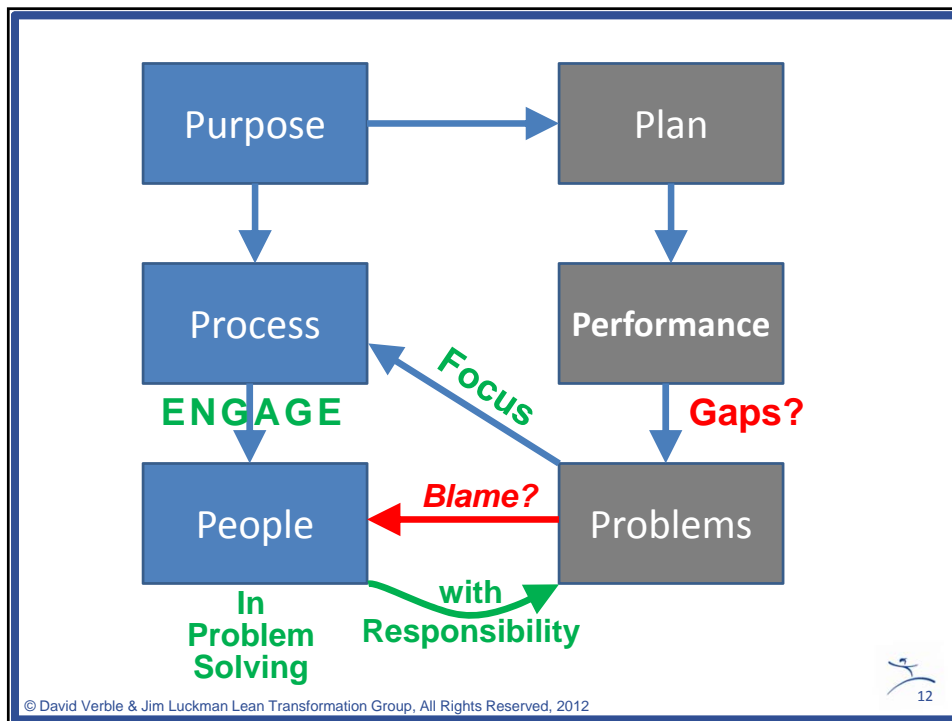 Purpose
Plan
Process
Performance
Focus
ENGAGE
Gaps?
Blame?
People
Problems
with
Responsibility
In
Problem
Solving
© David Verble & Jim Luckman Lean Transformation Group, All Rights Reserved, 2012
12